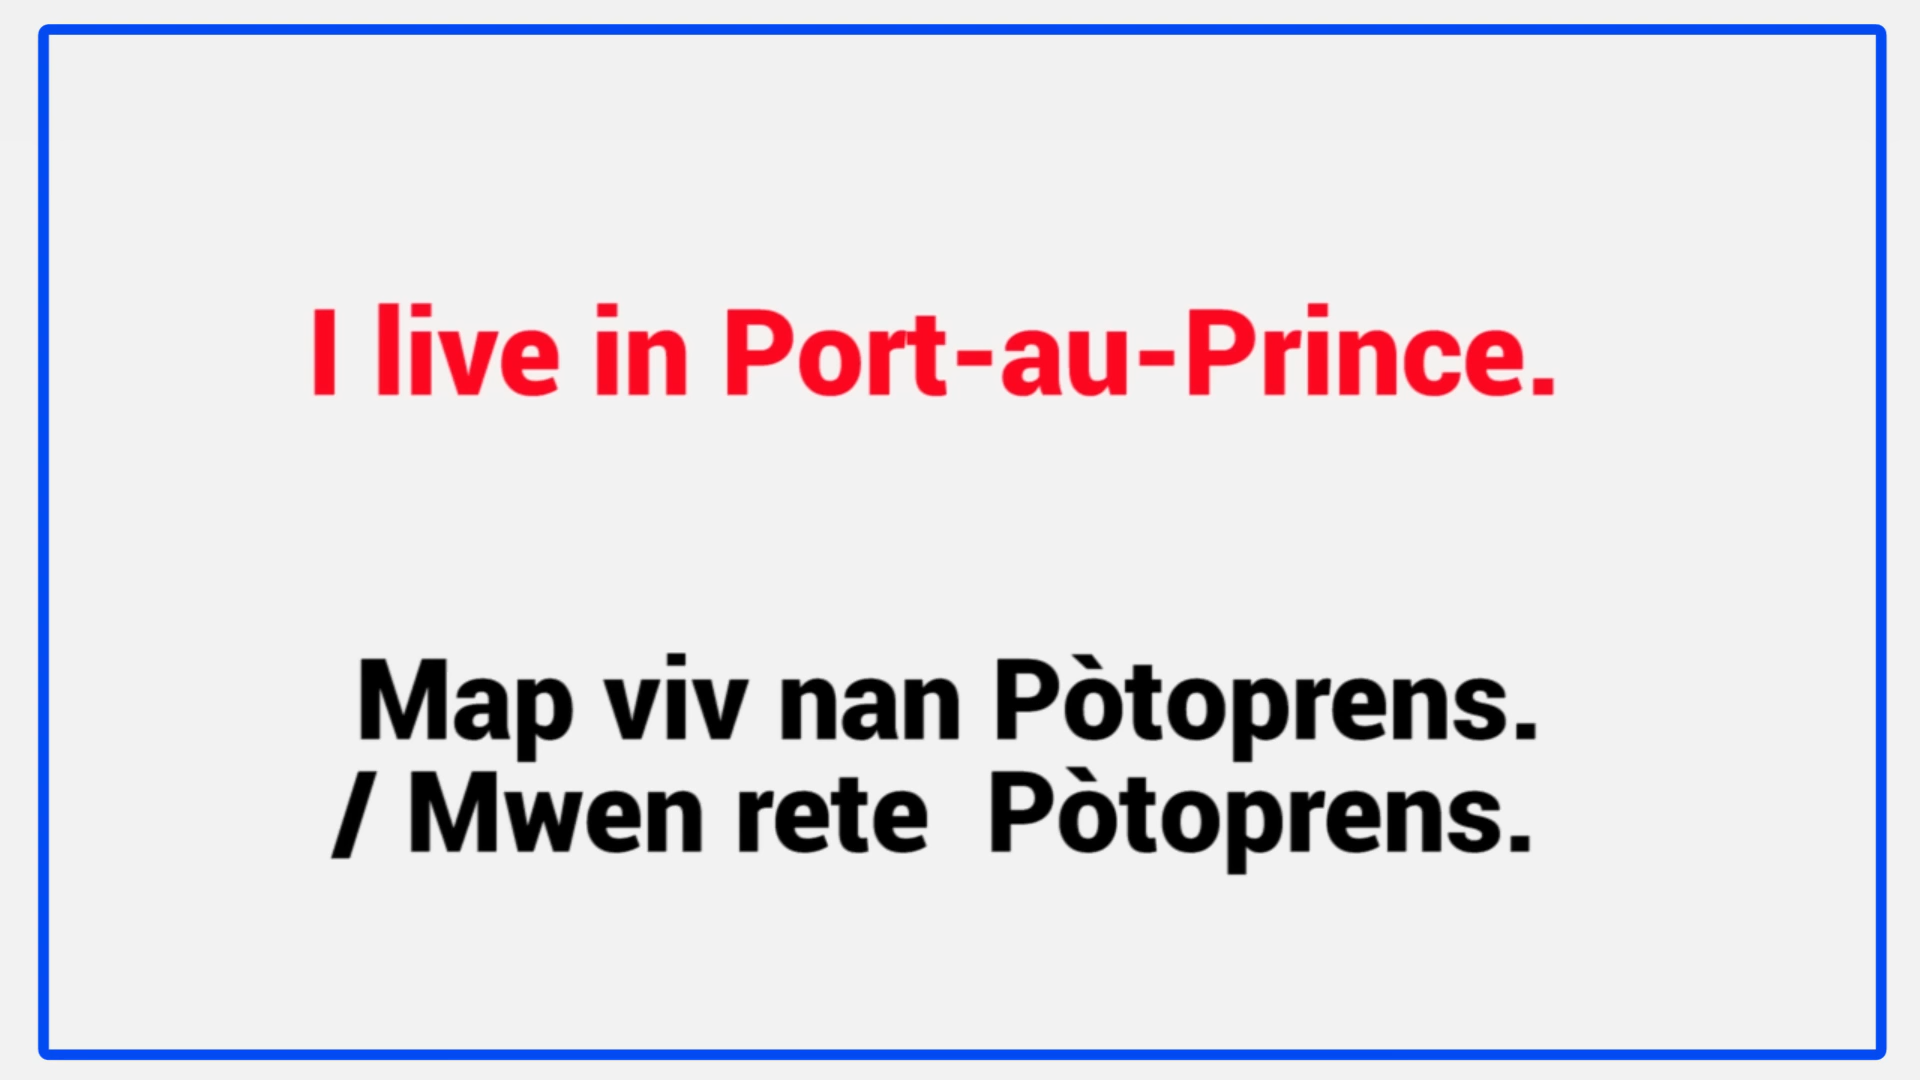 I live in Port-au-Prince.
Map viv nan Pòtoprens.
/ Mwen rete  Pòtoprens.